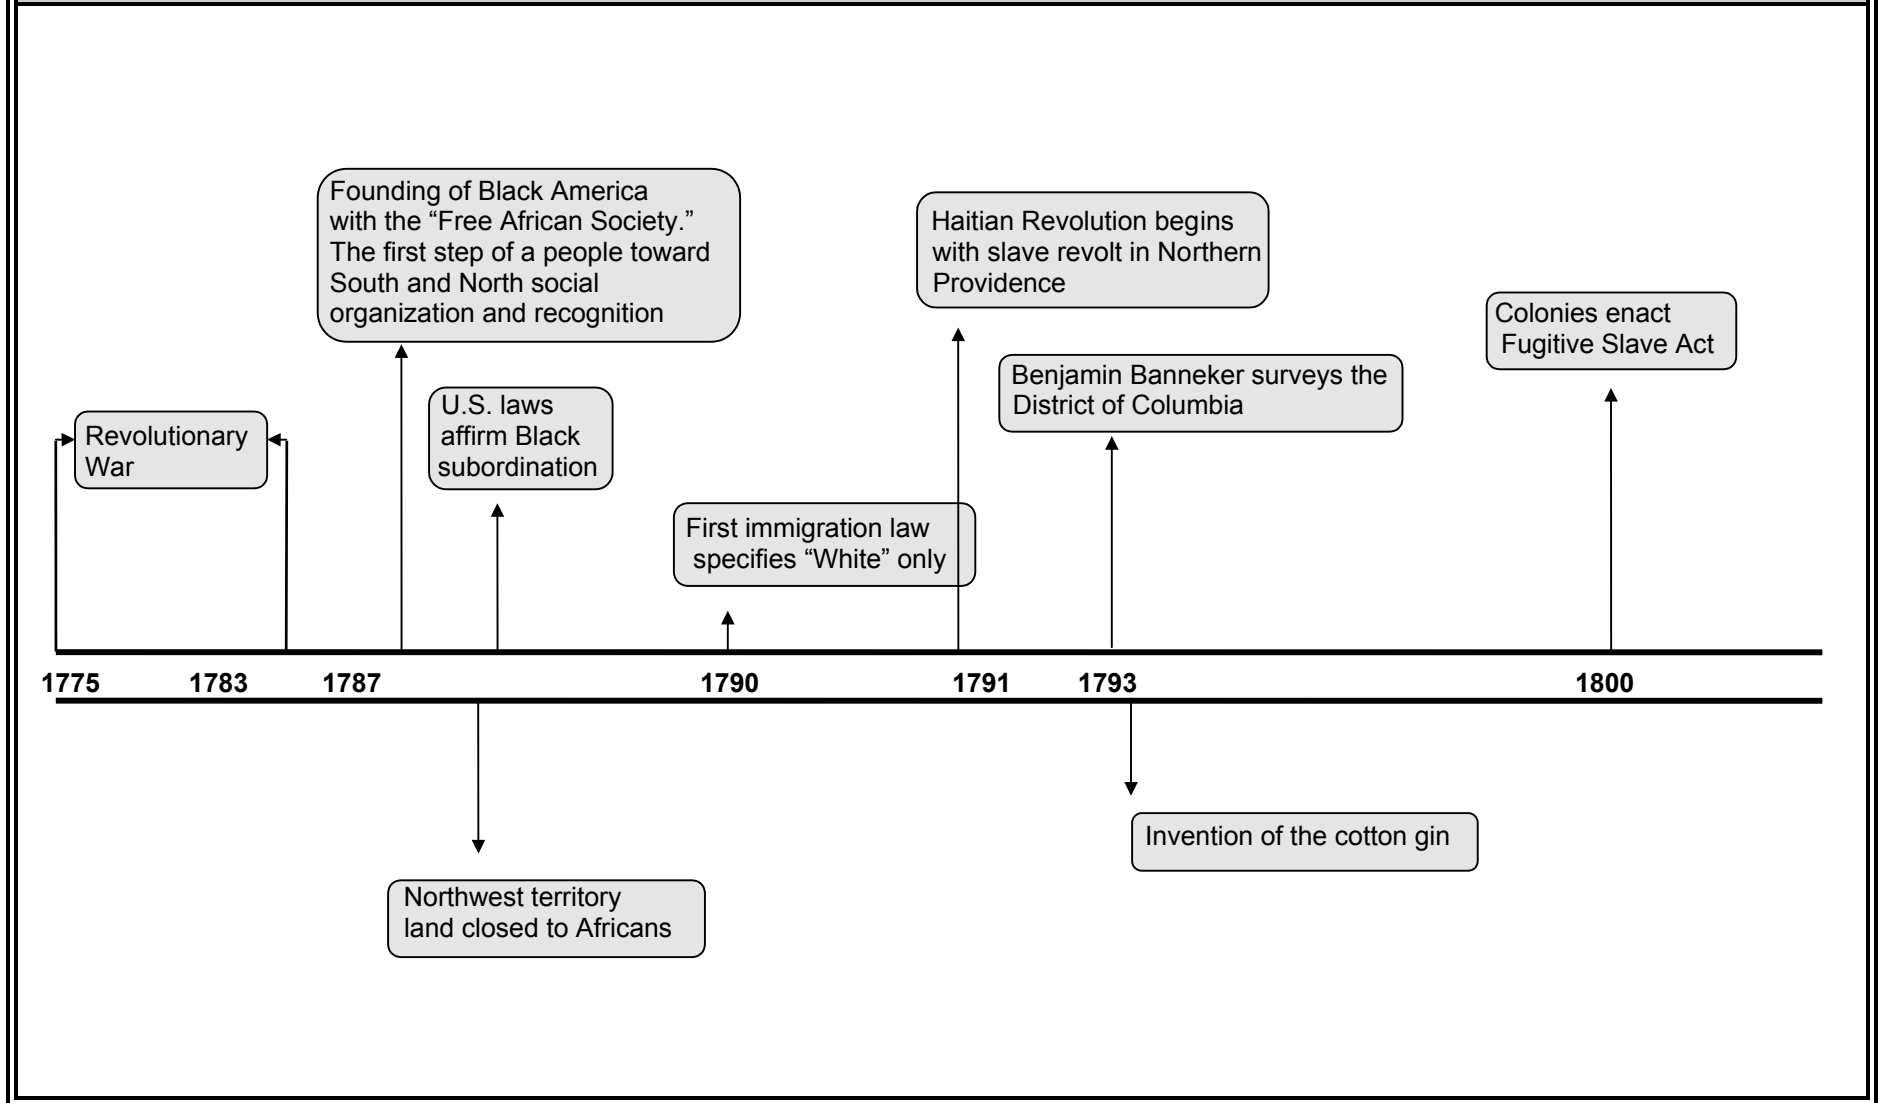 Founding of Black America
with the “Free African Society.”
The first step of a people toward
South and North social
organization and recognition
Haitian Revolution begins
with slave revolt in Northern
Providence
Colonies enact
Fugitive Slave Act
Benjamin Banneker surveys the
District of Columbia
U.S. laws
affirm Black
subordination
Revolutionary
War
First immigration law
specifies “White” only
1775 1783 1787 1790 1791 1793 1800
Invention of the cotton gin
Northwest territory
land closed to Africans